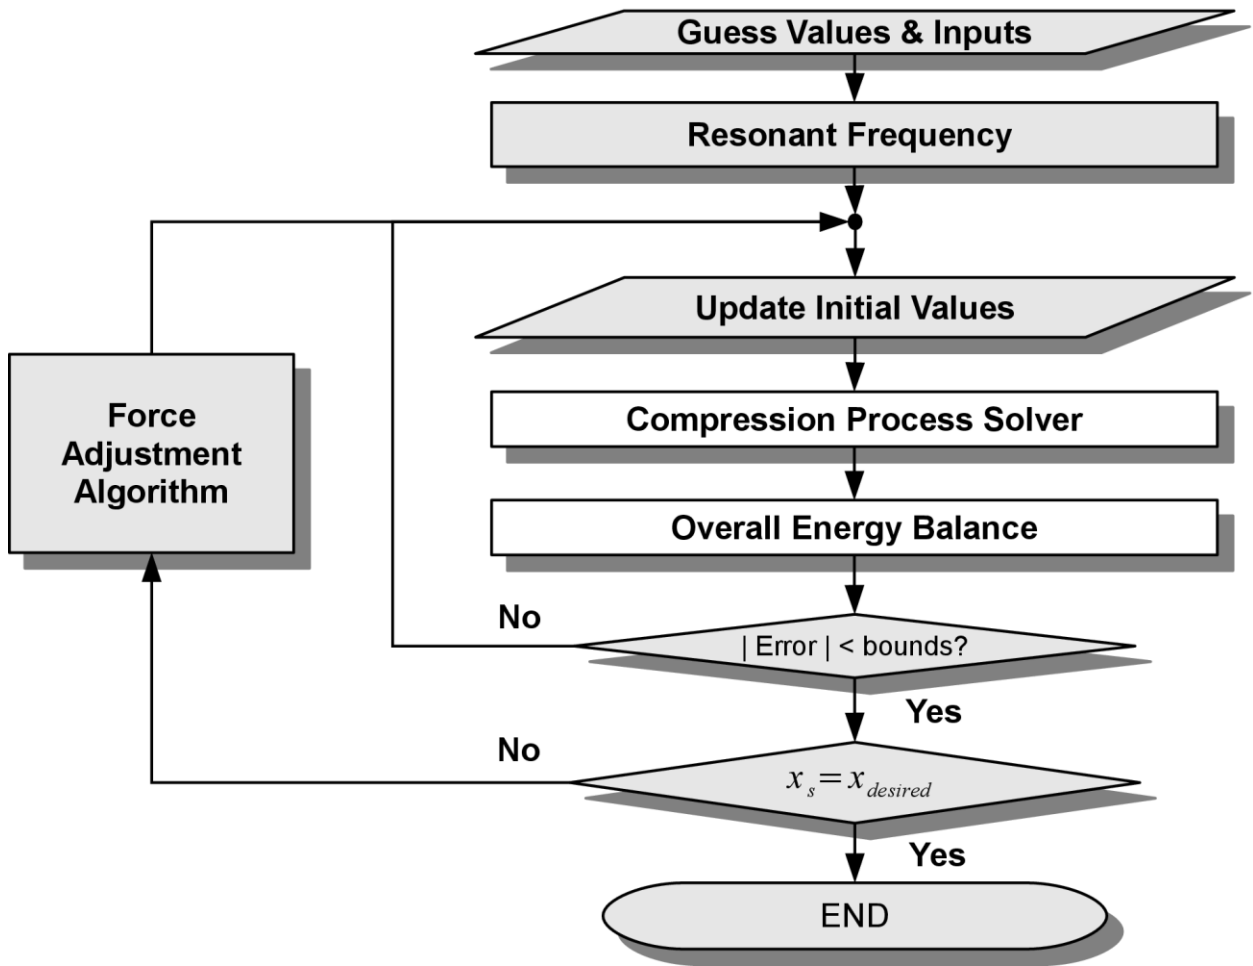 Guess Values & Inputs
Resonant Frequency
Update Initial Values
Force
Adjustment
Algorithm
Compression Process Solver
Overall Energy Balance
No
| Error | < bounds?
Yes
No
x_s = x_desired
Yes
END